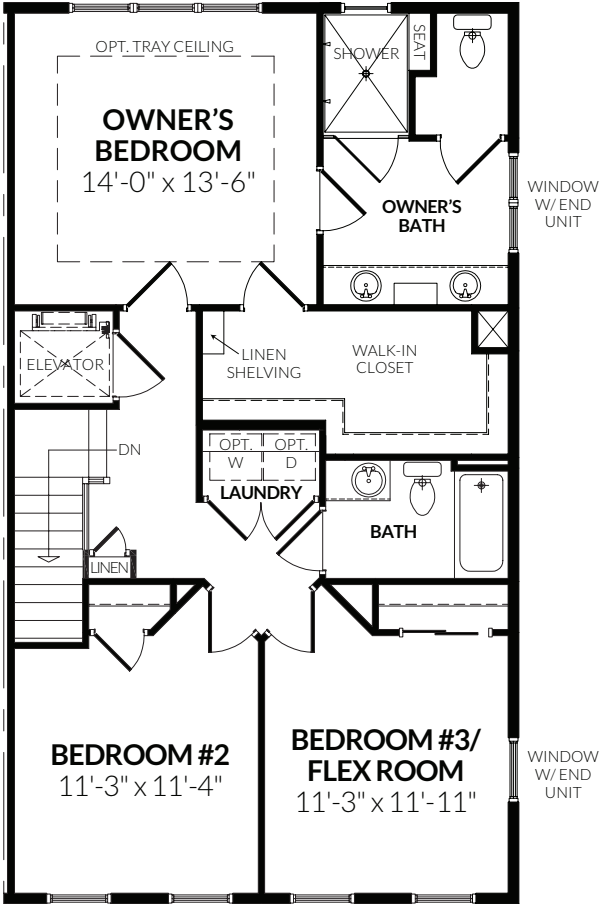 OPT. TRAY CEILING
OWNER'S
BEDROOM
14'-0" x 13'-6"
SHOWER
SEAT
OWNER'S
BATH
WINDOW
W/ END
UNIT
ELEVATOR
LINEN
SHELVING
WALK-IN
CLOSET
DN
OPT.
W
OPT.
D
LAUNDRY
BATH
LINEN
BEDROOM #2
11'-3" x 11'-4"
BEDROOM #3/
FLEX ROOM
11'-3" x 11'-11"
WINDOW
W/ END
UNIT